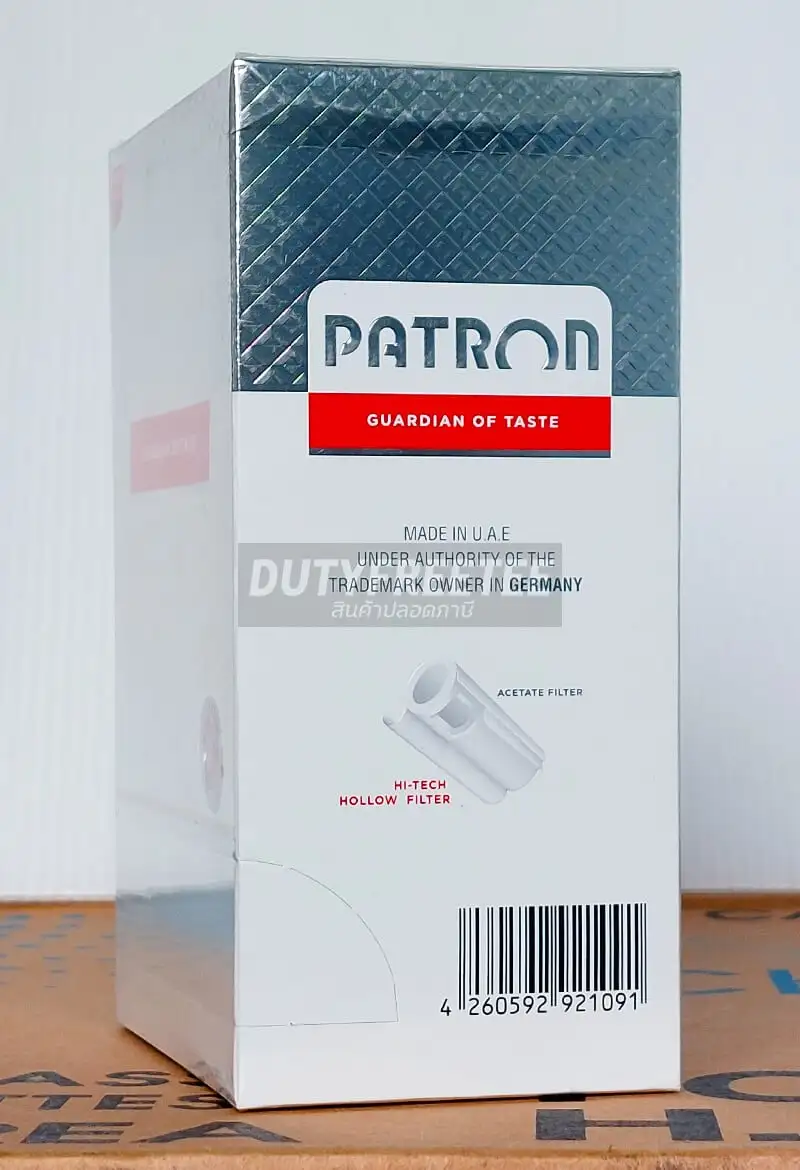 PATRON
GUARDIAN OF TASTE
MADE IN U.A.E
UNDER AUTHORITY OF THE
TRADEMARK OWNER IN GERMANY
DUTYFREETEL
สินค้าปลอดภาษี
ACETATE FILTER
HI-TECH
HOLLOW FILTER
4 260592 921091